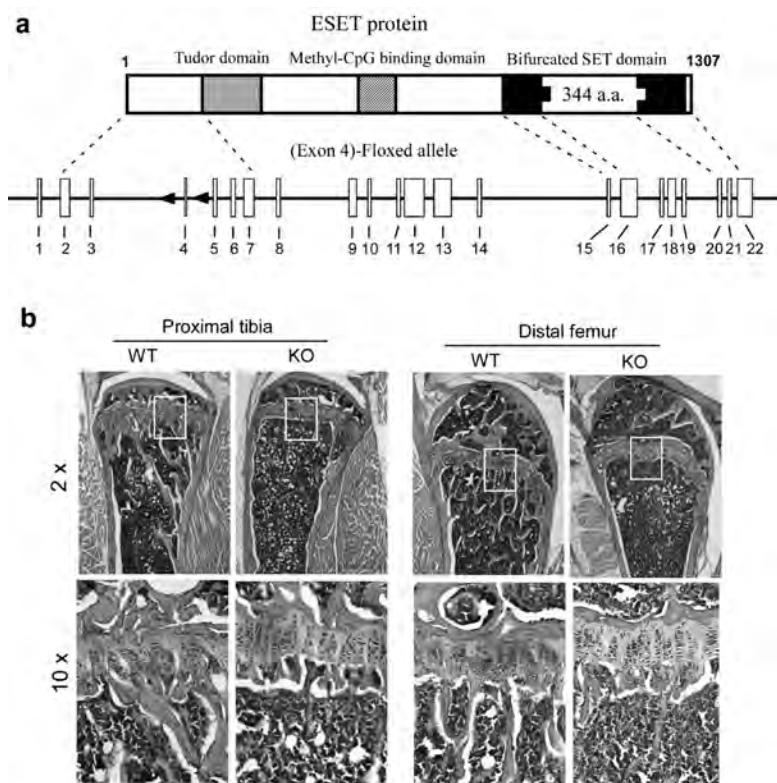 a
ESET protein
1
Tudor domain Methyl-CpG binding domain Bifurcated SET domain 1307
344 a.a.
(Exon 4)-Floxed allele
1 2 3 4 5 6 7 8 9 10 11 12 13 14 15 16 17 18 19 20 21 22
b
Proximal tibia Distal femur
WT KO WT KO
2 x
10 x